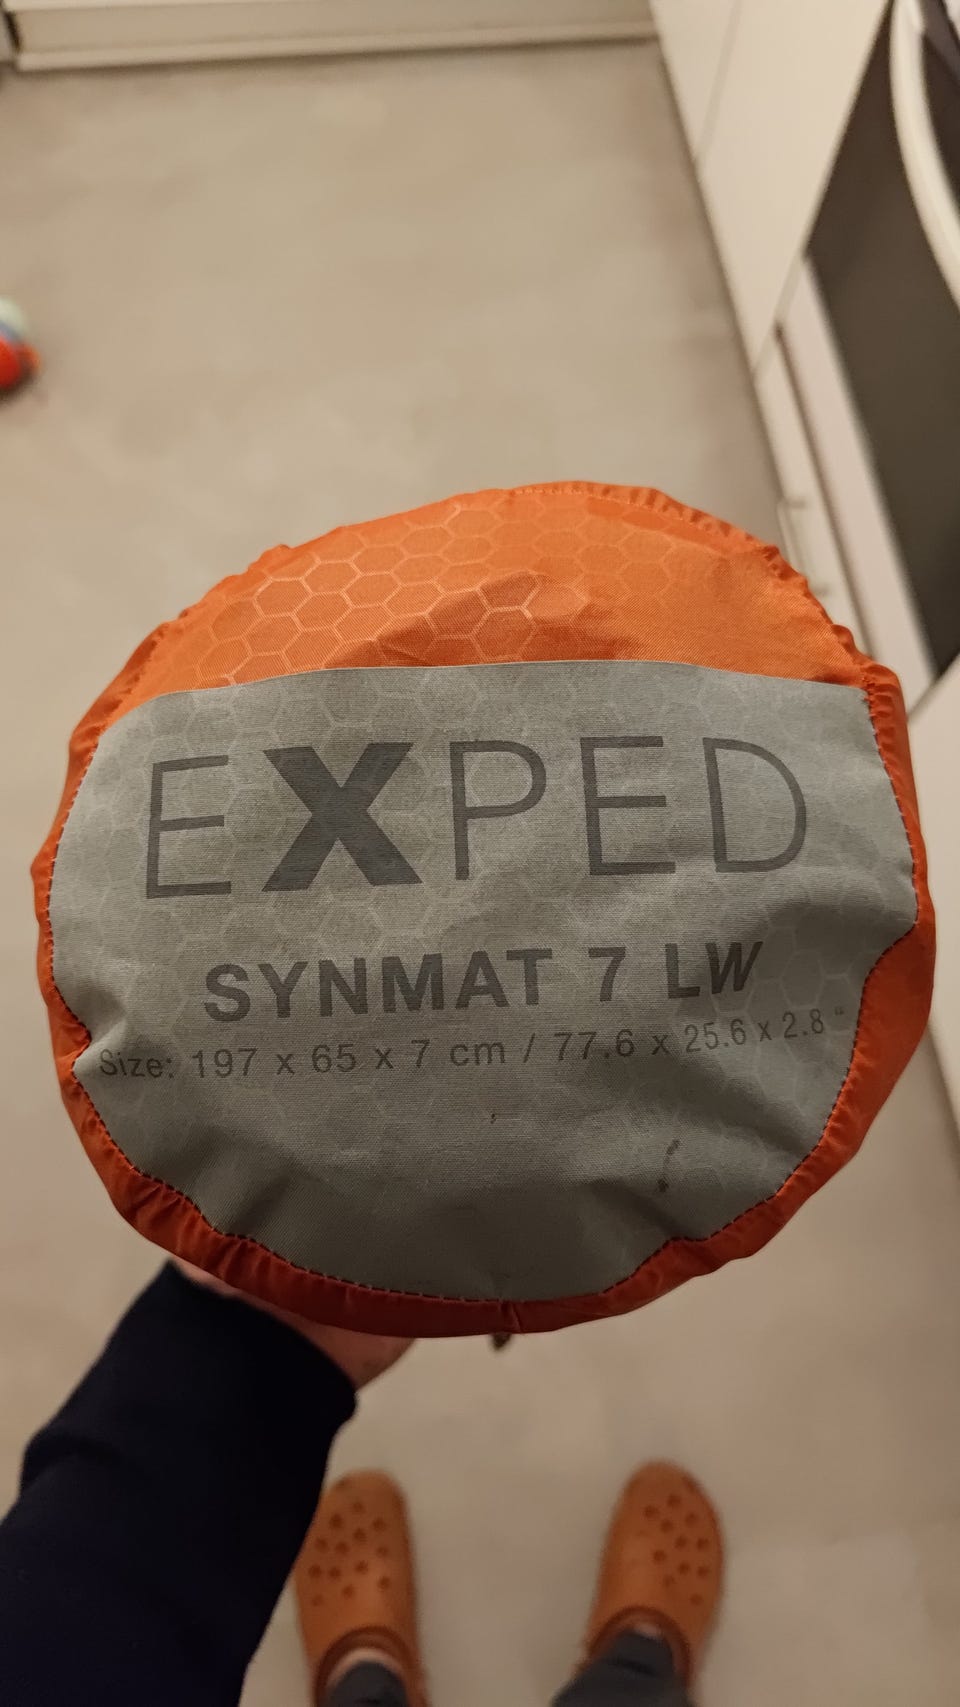 EXPED
SYNMAT 7 LW
Size: 197 x 65 x 7 cm / 77.6 x 25.6 x 2.8 "